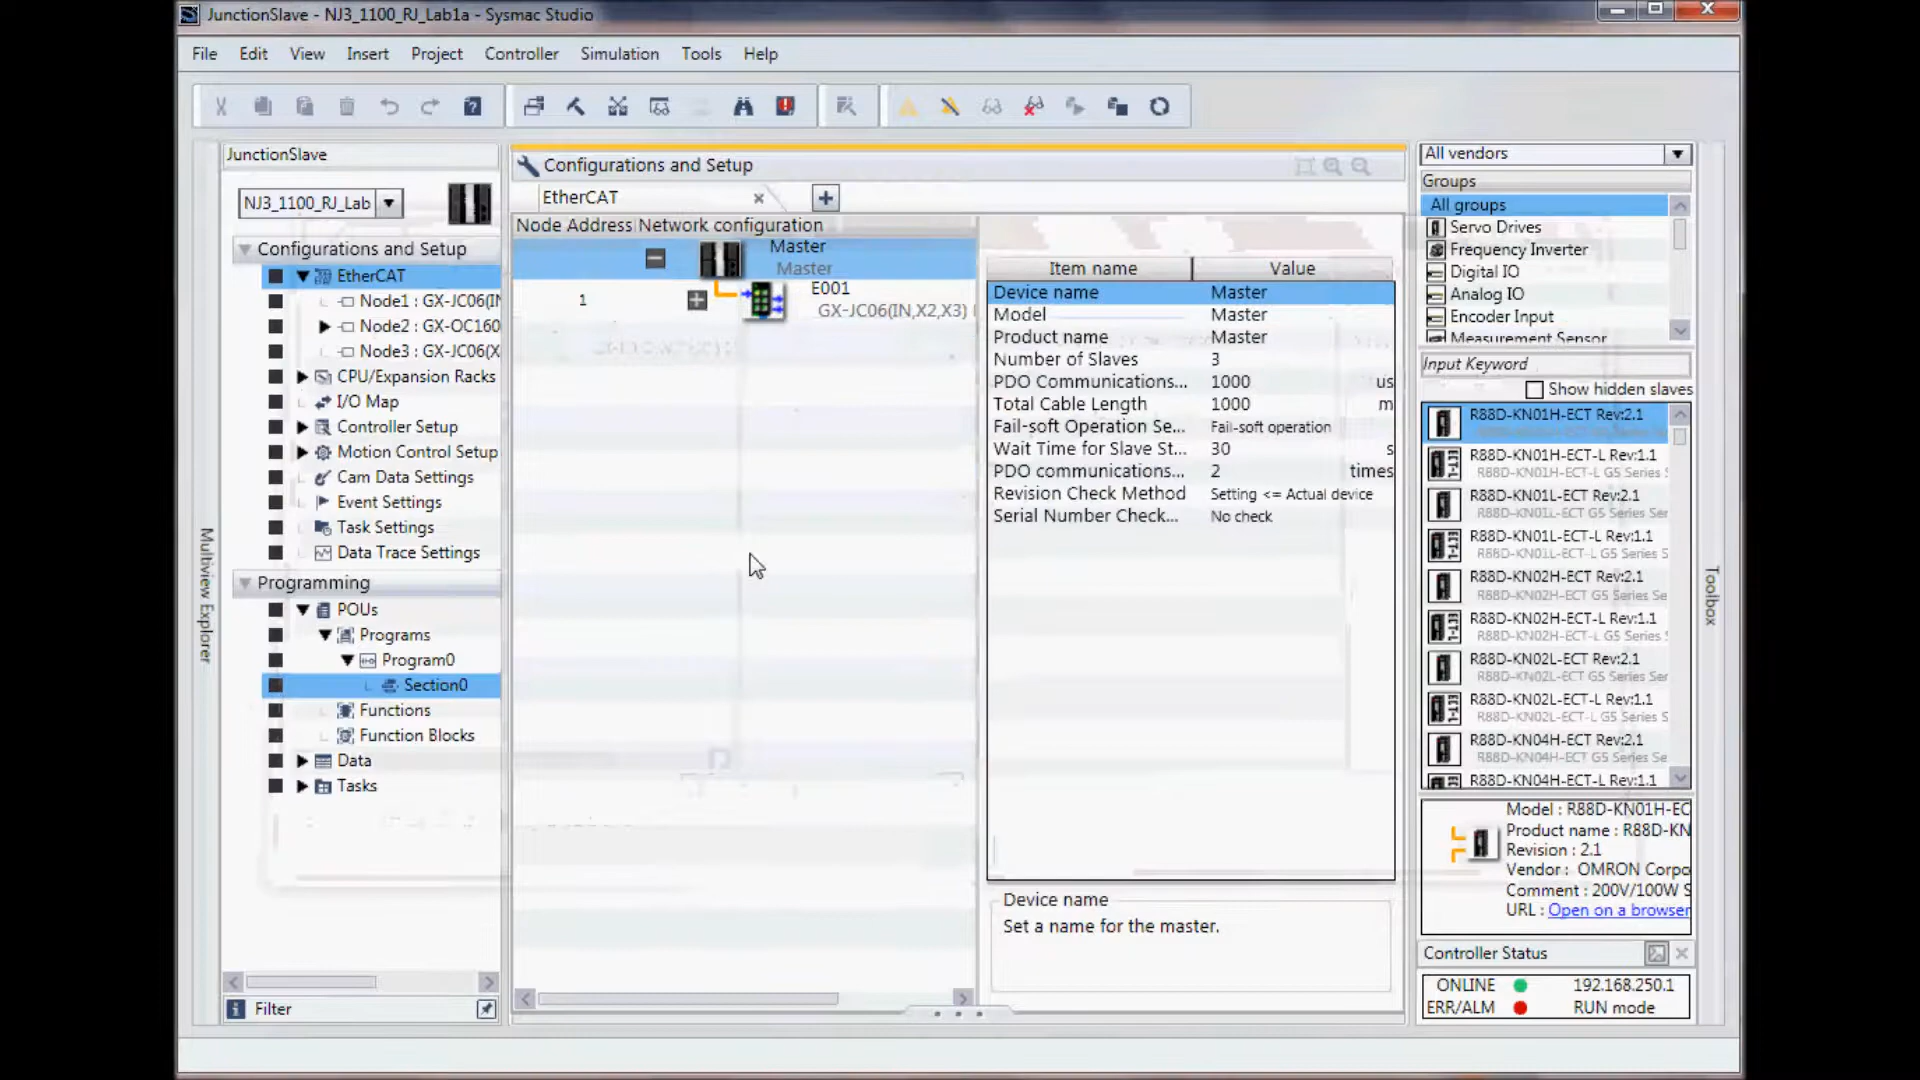 JunctionSlave - NJ3_1100_RJ_Lab1a - Sysmac Studio
File Edit View Insert Project Controller Simulation Tools Help
JunctionSlave
NJ3_1100_RJ_Lab
Configurations and Setup
EtherCAT
Node1 : GX-JC06(IN
Node2 : GX-OC160
Node3 : GX-JC06(X
CPU/Expansion Racks
I/O Map
Controller Setup
Motion Control Setup
Cam Data Settings
Event Settings
Task Settings
Data Trace Settings
Programming
POUs
Programs
Program0
Section0
Functions
Function Blocks
Data
Tasks
Filter
Multiview Explorer
Configurations and Setup
EtherCAT
Node Address Network configuration
Master
Master
1
E001
GX-JC06(IN,X2,X3)
Item name Value
Device name Master
Model Master
Product name Master
Number of Slaves 3
PDO Communications... 1000 us
Total Cable Length 1000 m
Fail-soft Operation Se... Fail-soft operation
Wait Time for Slave St... 30 s
PDO communications... 2 times
Revision Check Method Setting <= Actual device
Serial Number Check... No check
Device name
Set a name for the master.
All vendors
Groups
All groups
Servo Drives
Frequency Inverter
Digital IO
Analog IO
Encoder Input
Measurement Sensor
Input Keyword
Show hidden slaves
R88D-KN01H-ECT Rev:2.1
R88D-KN01H-ECT-L Rev:1.1
R88D-KN01H-ECT-L G5 Series S
R88D-KN01L-ECT Rev:2.1
R88D-KN01L-ECT G5 Series Ser
R88D-KN01L-ECT-L Rev:1.1
R88D-KN01L-ECT-L G5 Series S
R88D-KN02H-ECT Rev:2.1
R88D-KN02H-ECT G5 Series Ser
R88D-KN02H-ECT-L Rev:1.1
R88D-KN02H-ECT-L G5 Series S
R88D-KN02L-ECT Rev:2.1
R88D-KN02L-ECT G5 Series Ser
R88D-KN02L-ECT-L Rev:1.1
R88D-KN02L-ECT-L G5 Series S
R88D-KN04H-ECT Rev:2.1
R88D-KN04H-ECT G5 Series Ser
R88D-KN04H-ECT-L Rev:1.1
Model : R88D-KN01H-EC
Product name : R88D-KN
Revision : 2.1
Vendor : OMRON Corpo
Comment : 200V/100W S
URL : Open on a browser
Toolbox
Controller Status
ONLINE 192.168.250.1
ERR/ALM RUN mode